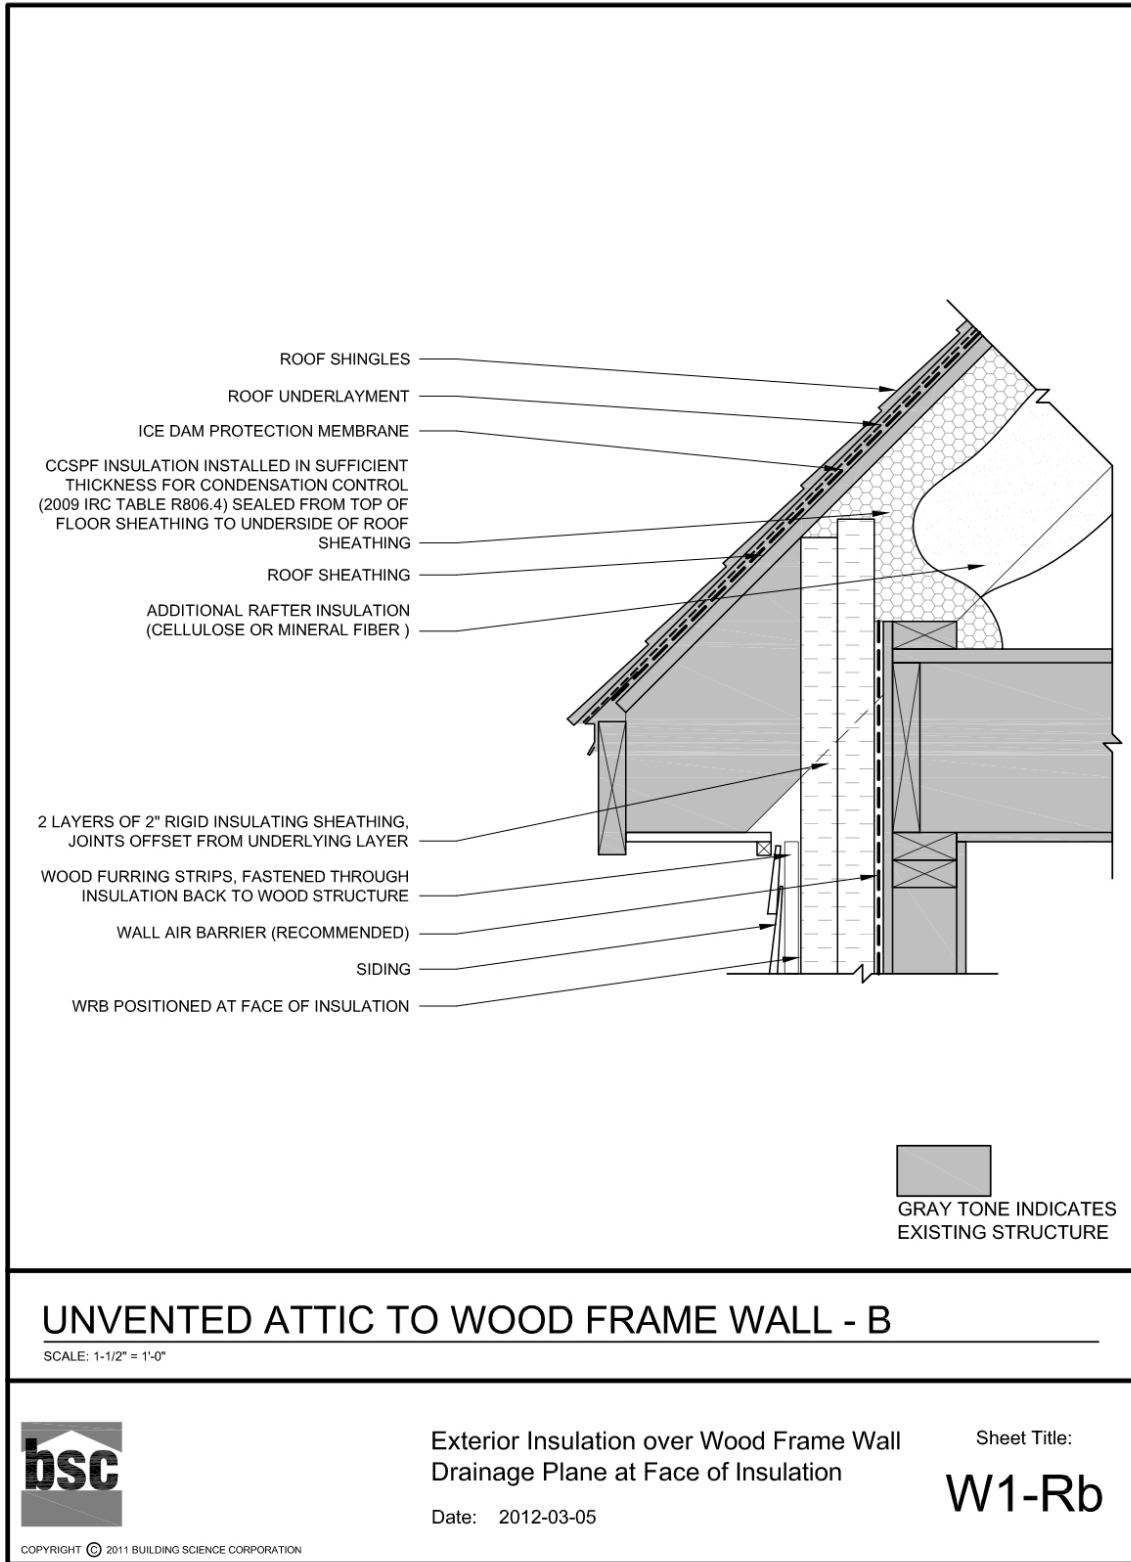 ROOF SHINGLES
ROOF UNDERLAYMENT
ICE DAM PROTECTION MEMBRANE
CCSPF INSULATION INSTALLED IN SUFFICIENT
THICKNESS FOR CONDENSATION CONTROL
(2009 IRC TABLE R806.4) SEALED FROM TOP OF
FLOOR SHEATHING TO UNDERSIDE OF ROOF
SHEATHING
ROOF SHEATHING
ADDITIONAL RAFTER INSULATION
(CELLULOSE OR MINERAL FIBER )
2 LAYERS OF 2" RIGID INSULATING SHEATHING,
JOINTS OFFSET FROM UNDERLYING LAYER
WOOD FURRING STRIPS, FASTENED THROUGH
INSULATION BACK TO WOOD STRUCTURE
WALL AIR BARRIER (RECOMMENDED)
SIDING
WRB POSITIONED AT FACE OF INSULATION
GRAY TONE INDICATES
EXISTING STRUCTURE
UNVENTED ATTIC TO WOOD FRAME WALL - B
SCALE: 1-1/2" = 1'-0"
bsc
COPYRIGHT © 2011 BUILDING SCIENCE CORPORATION
Exterior Insulation over Wood Frame Wall
Drainage Plane at Face of Insulation
Date: 2012-03-05
Sheet Title:
W1-Rb